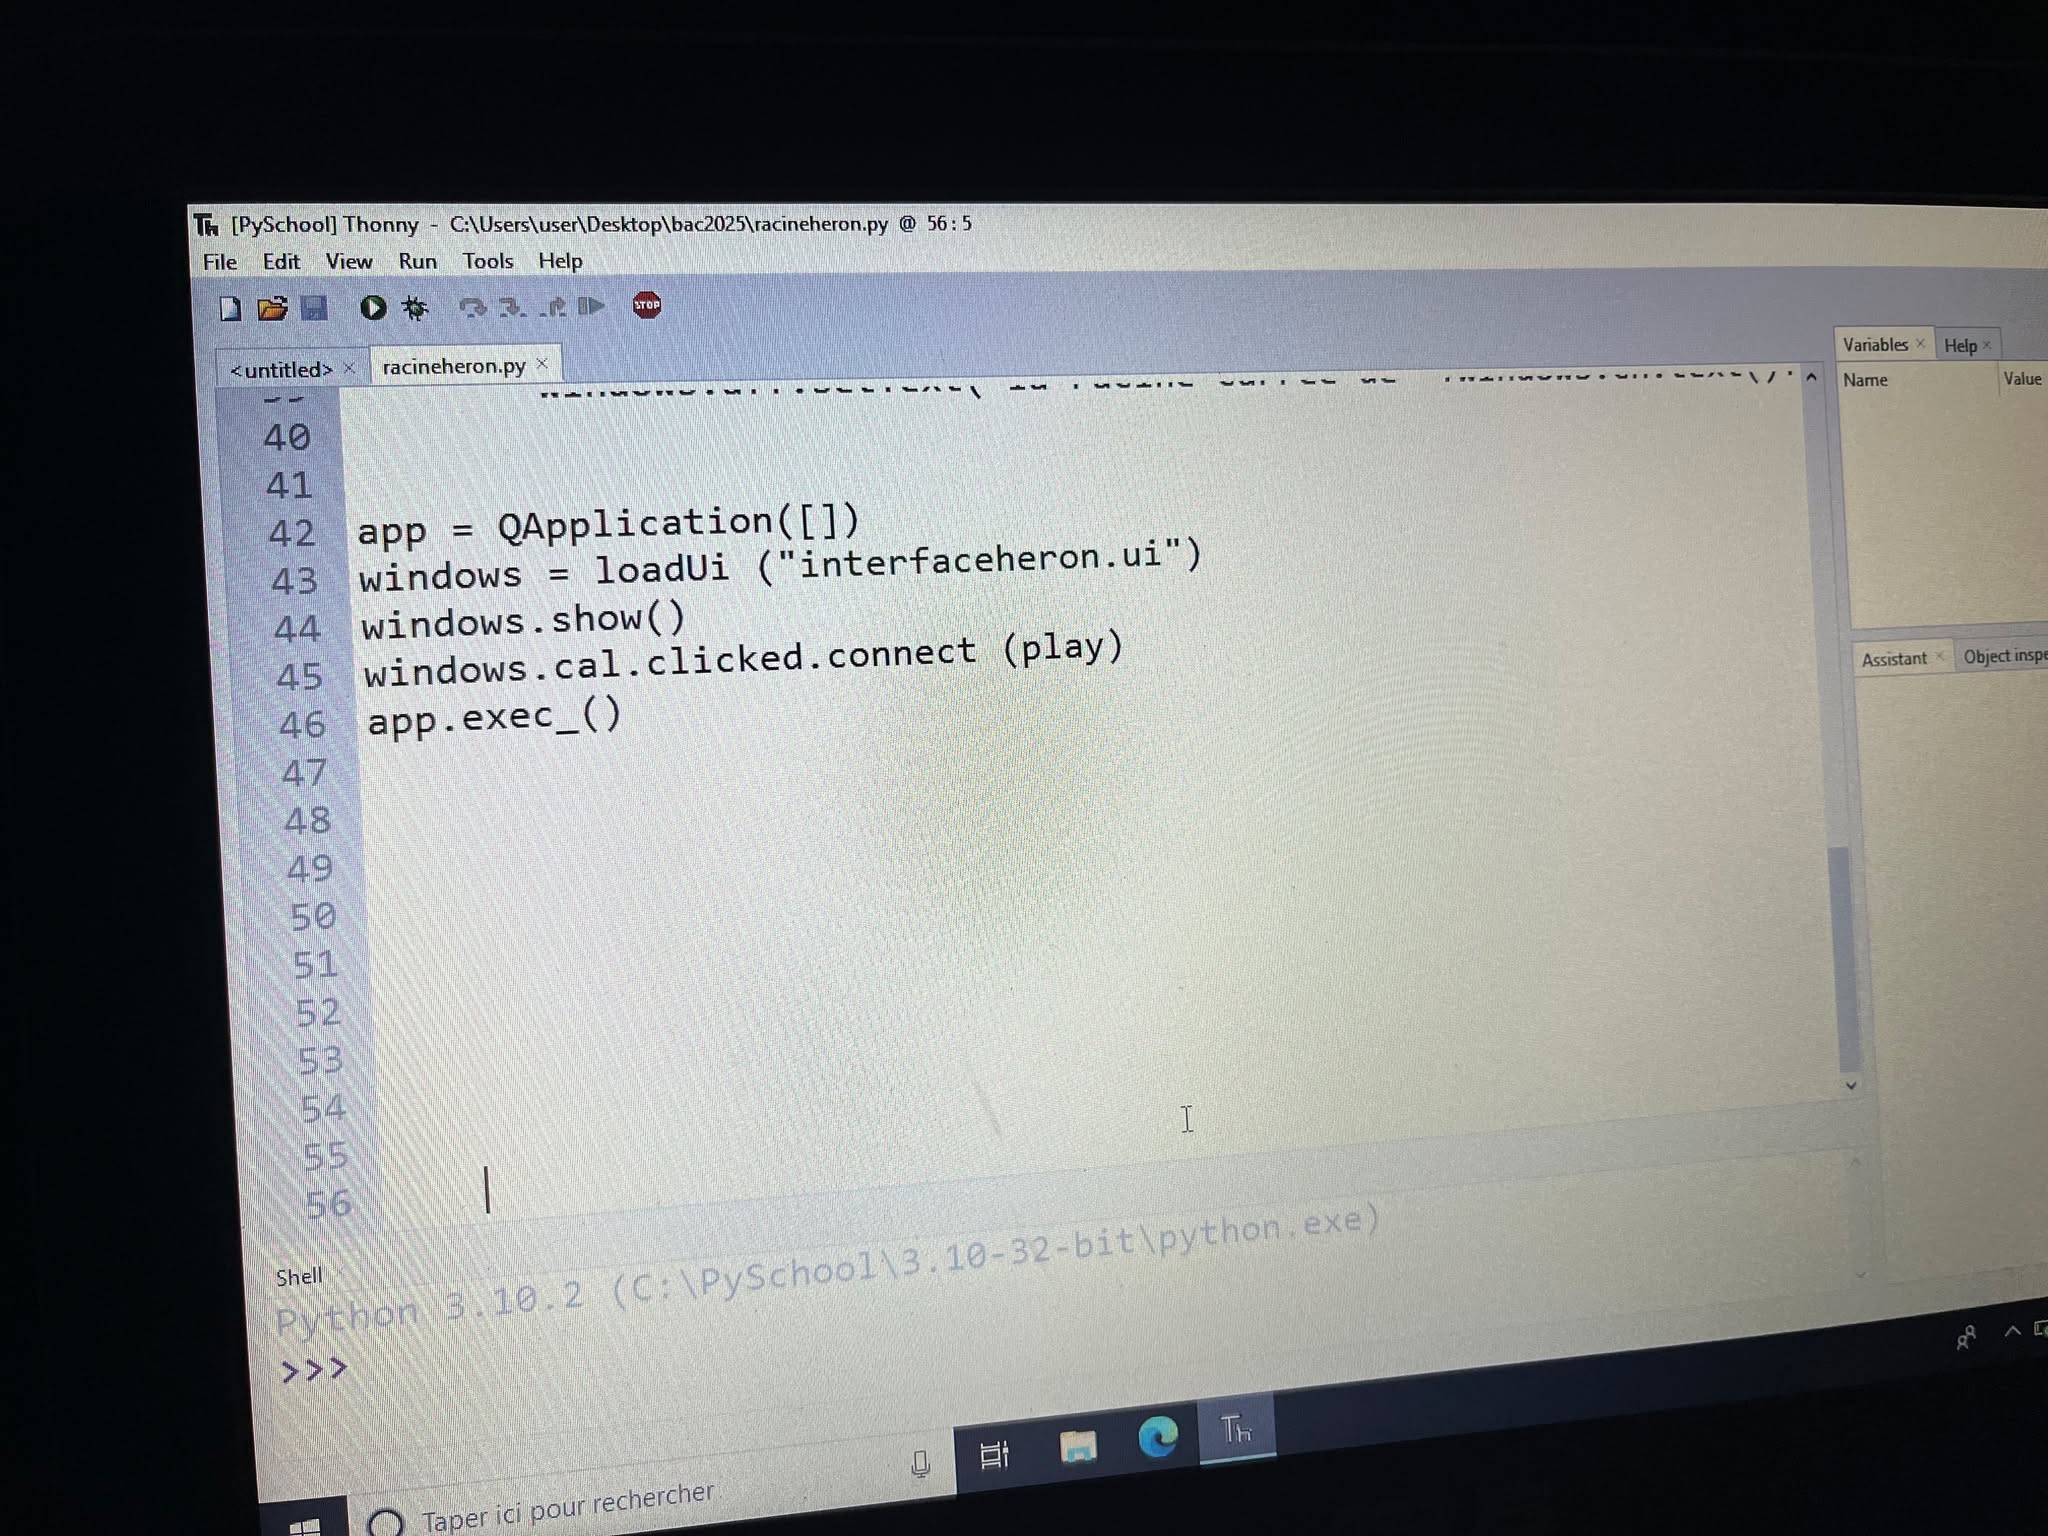 [PySchool] Thonny - C:\Users\user\Desktop\bac2025\racineheron.py @ 56 : 5
File Edit View Run Tools Help
STOP
<untitled> × racineheron.py ×
Variables × Help ×
Name Value
40
41
42 app = QApplication([])
43 windows = loadUi ("interfaceheron.ui")
44 windows.show()
45 windows.cal.clicked.connect (play)
46 app.exec_()
47
48
49
50
51
52
53
54
55
56
Assistant × Object inspe
Shell
Python 3.10.2 (C:\PySchool\3.10-32-bit\python.exe)
>>>
Taper ici pour rechercher
Th